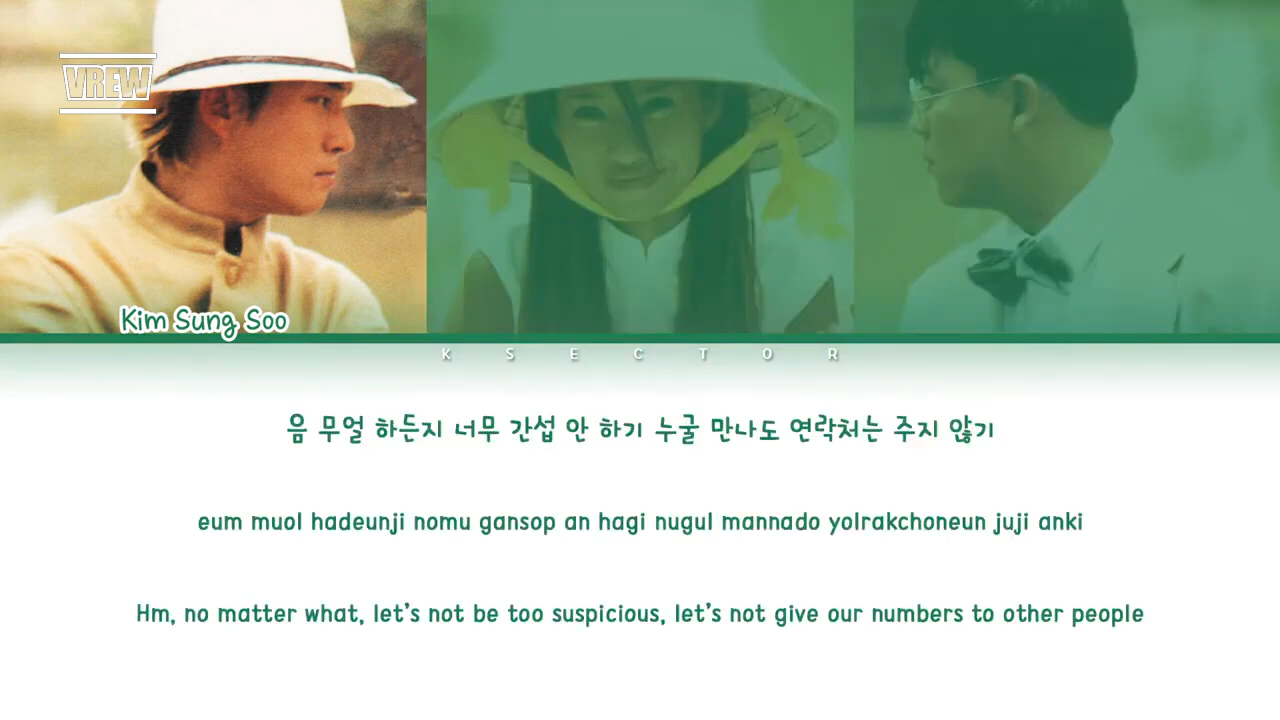 VREW
Kim Sung Soo
K S E C T O R
음 무얼 하든지 너무 간섭 안 하기 누굴 만나도 연락처는 주지 않기
eum muol hadeunji nomu gansop an hagi nugul mannado yolrakchoneun juji anki
Hm, no matter what, let's not be too suspicious, let's not give our numbers to other people